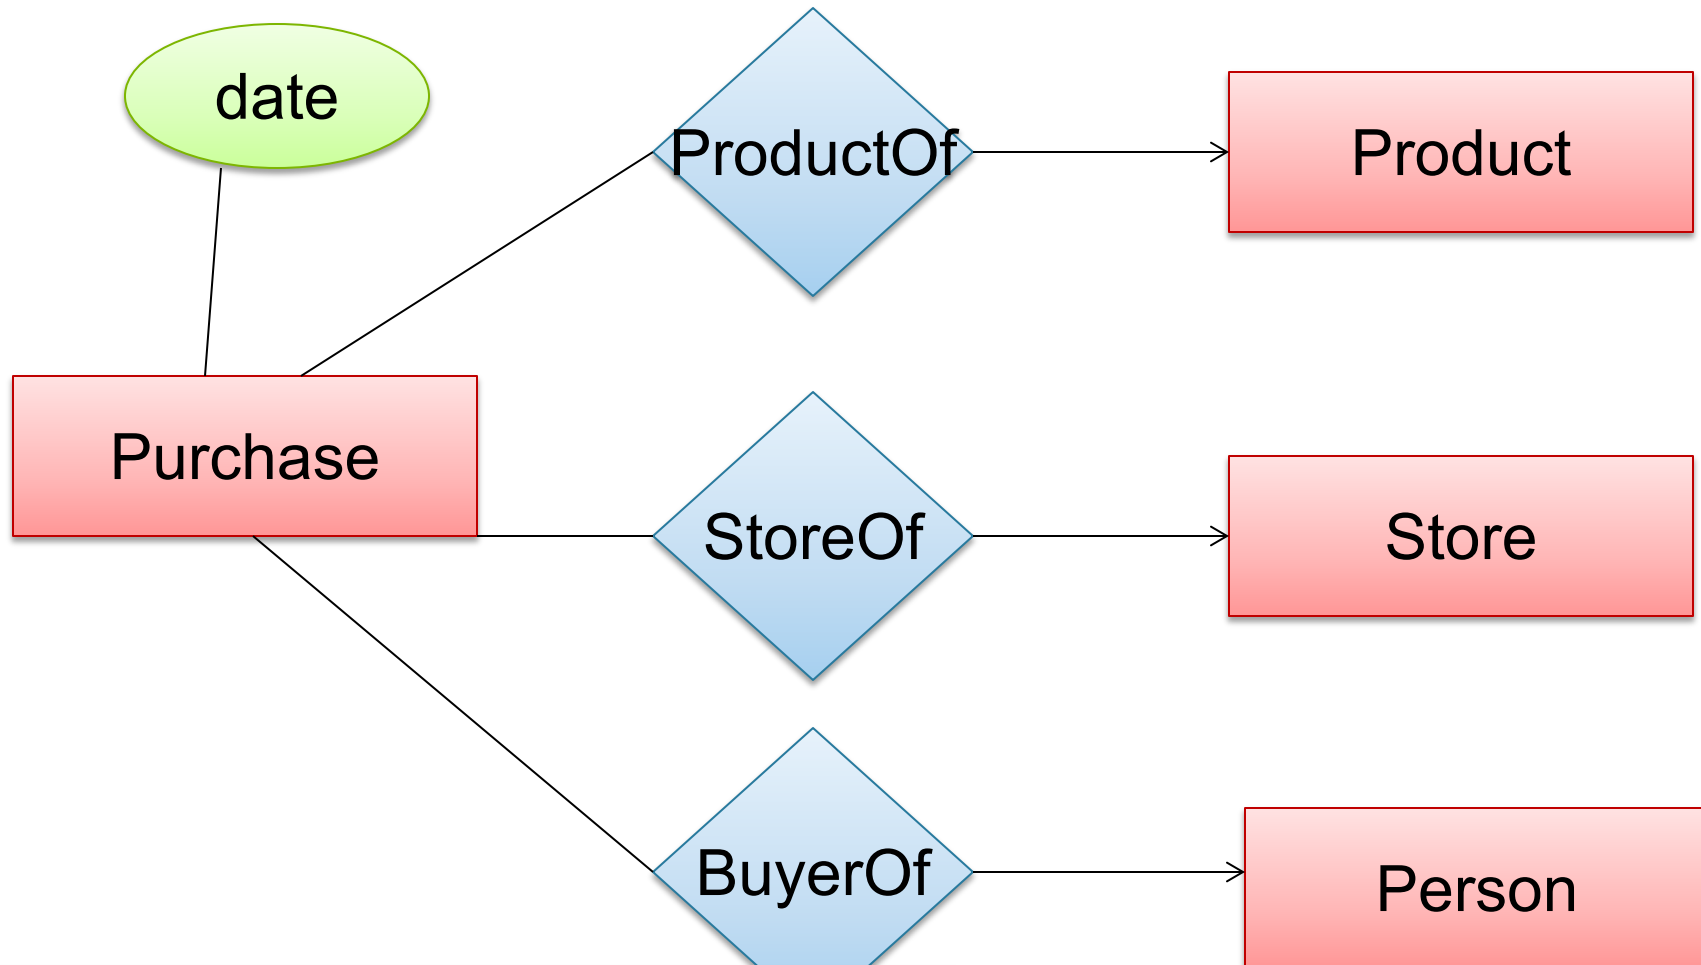 date
ProductOf
Product
Purchase
StoreOf
Store
BuyerOf
Person